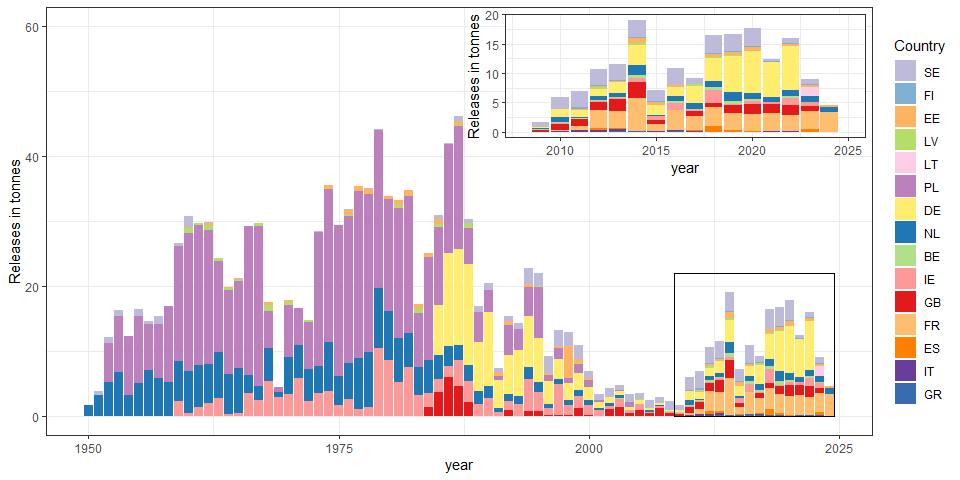 Releases in tonnes
60
40
20
0
1950
1975
2000
2025
year
Releases in tonnes
20
15
10
5
0
2010
2015
2020
2025
year
Country
SE
FI
EE
LV
LT
PL
DE
NL
BE
IE
GB
FR
ES
IT
GR